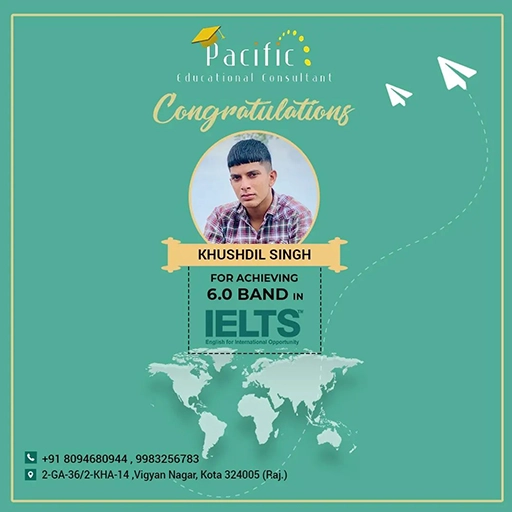 Pacific
Educational Consultant
Congratulations
KHUSHDIL SINGH
FOR ACHIEVING
6.0 BAND IN
IELTS™
English for International Opportunity
+91 8094680944 , 9983256783
2-GA-36/2-KHA-14 ,Vigyan Nagar, Kota 324005 (Raj.)